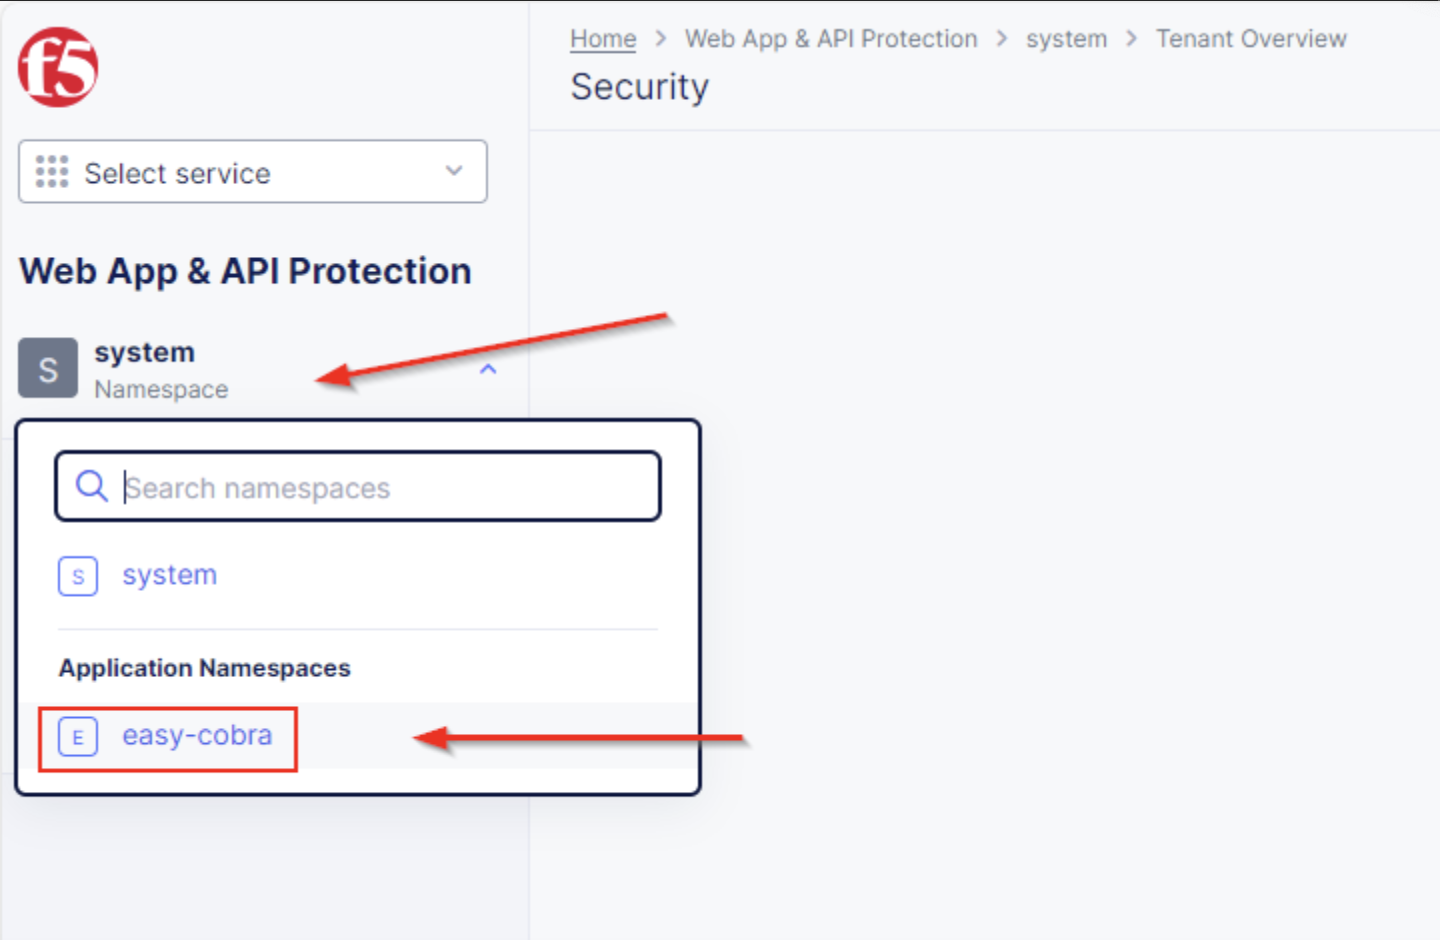 f5
Home > Web App & API Protection > system > Tenant Overview
Security
Select service
Web App & API Protection
S
system
Namespace
Search namespaces
S system
Application Namespaces
E easy-cobra